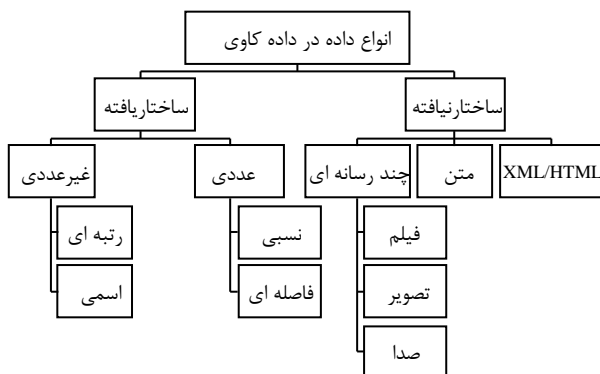 انواع داده در داده کاوی
ساختارنیافته
ساختاریافته
XML/HTML
متن
چند رسانه ای
عددی
غیرعددی
فیلم
نسبی
رتبه ای
تصویر
فاصله ای
اسمی
صدا